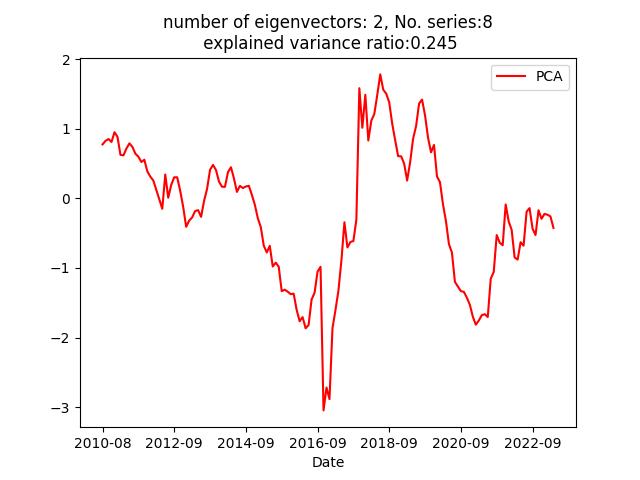 number of eigenvectors: 2, No. series:8
explained variance ratio:0.245
PCA
2
1
0
−1
−2
−3
2010-08 2012-09 2014-09 2016-09 2018-09 2020-09 2022-09
Date